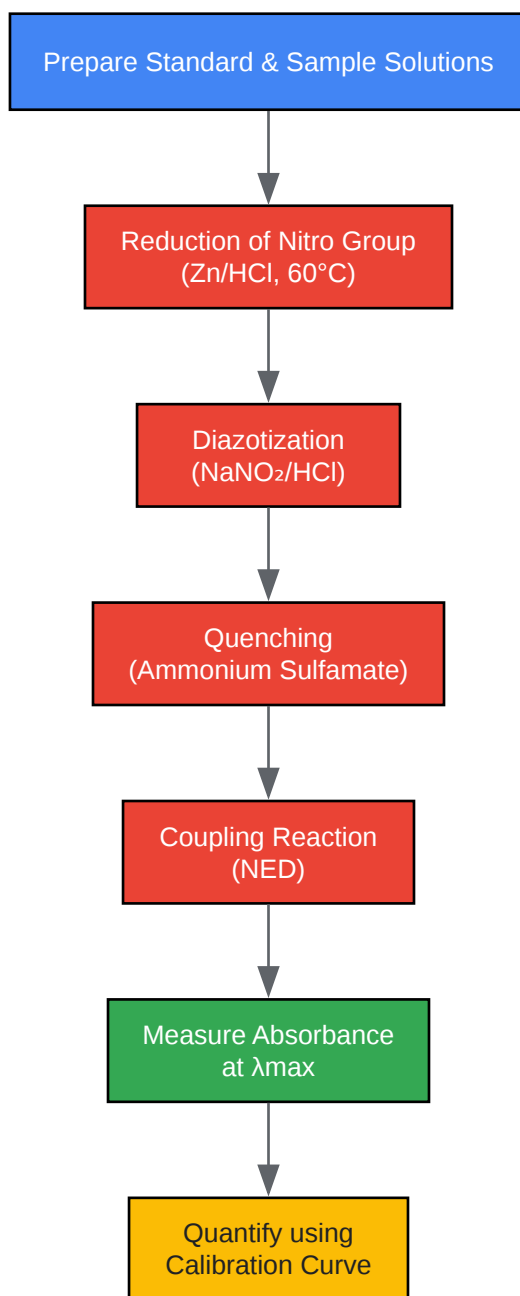 Prepare Standard & Sample Solutions
Reduction of Nitro Group
(Zn/HCl, 60°C)
Diazotization
(NaNO₂/HCl)
Quenching
(Ammonium Sulfamate)
Coupling Reaction
(NED)
Measure Absorbance
at λmax
Quantify using
Calibration Curve